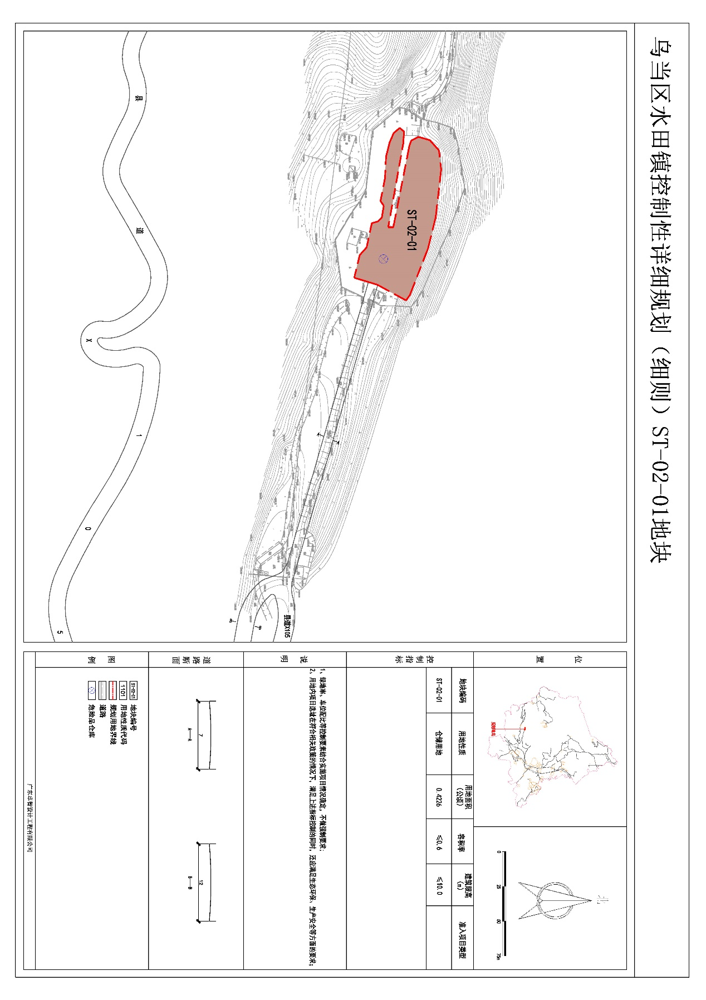 乌当区水田镇控制性详细规划（细则）ST-02-01地块
ST-02-01
县
道
X
1
0
5
A
A
B
B
县道X105
位置
规划地块
北
0
25
50
75m
控制指标
地块编码 用地性质 用地面积（公顷） 容积率 建筑限高（m） 准入项目类型
ST-02-01 仓储用地 0.4226 ≤0.6 ≤10.0
说明
1、绿地率、车位配比等控制要素结合实施项目情况确定，不做强制要求；
2、用地内项目选址在符合相关政策的情况下，满足上述指标控制的同时，还应满足生态环保、生产安全等方面的要求；
道路断面
7
A—A
12
B—B
图例
ST-02-01 地块编号
1101 用地性质代码
规划用地界线
道路
危险品仓库
广东卓智设计工程有限公司